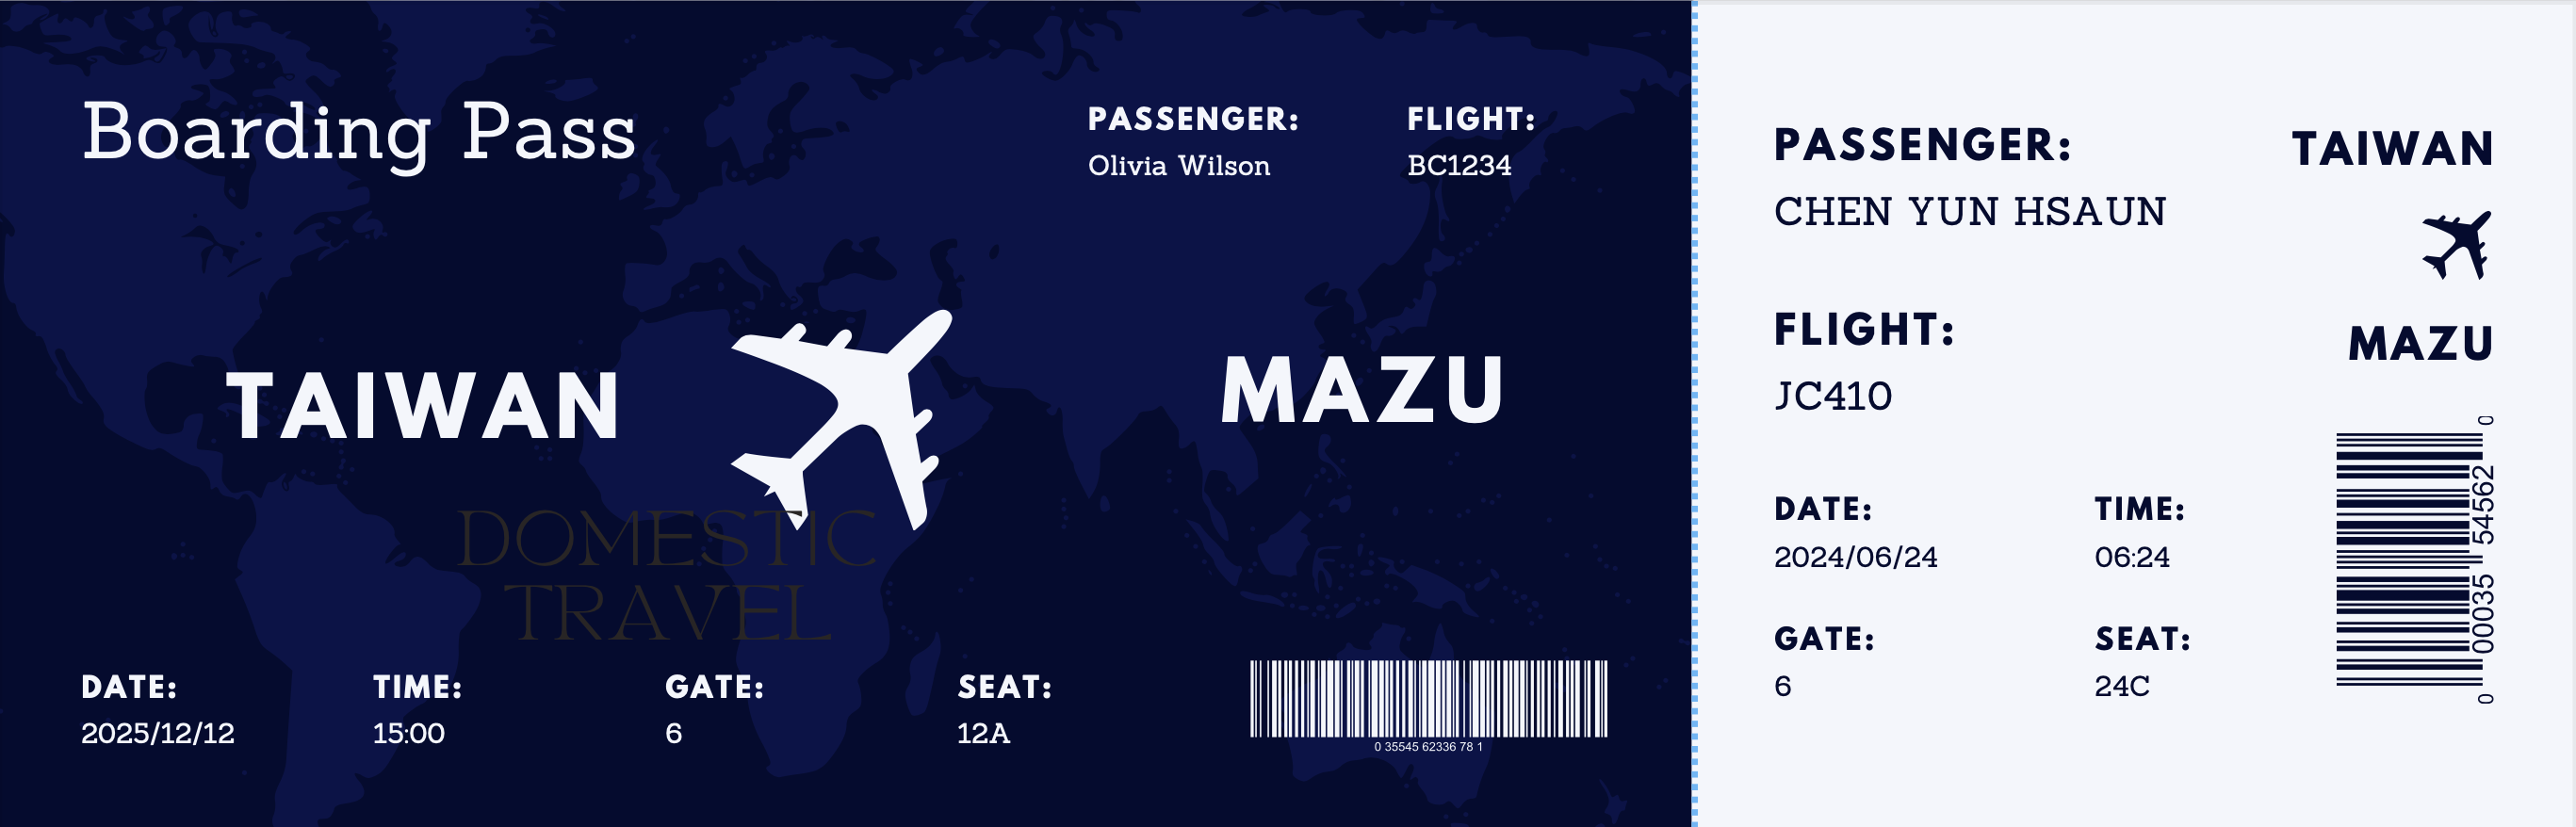 Boarding Pass
PASSENGER:
Olivia Wilson
FLIGHT:
BC1234
TAIWAN
MAZU
DOMESTIC
TRAVEL
DATE:
2025/12/12
TIME:
15:00
GATE:
6
SEAT:
12A
0 35545 62336 78 1
PASSENGER:
CHEN YUN HSAUN
TAIWAN
MAZU
FLIGHT:
JC410
DATE:
2024/06/24
TIME:
06:24
GATE:
6
SEAT:
24C
0 00035 54562 0